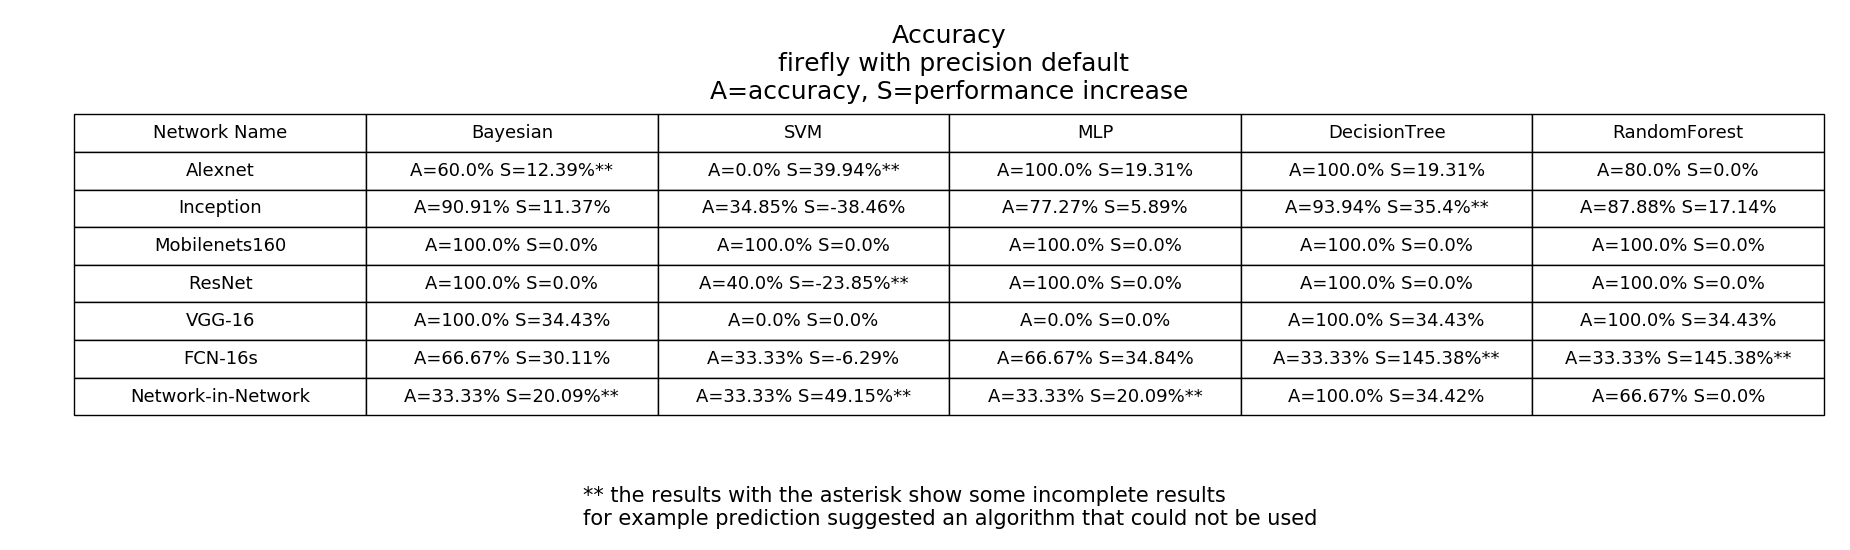 Accuracy
firefly with precision default
A=accuracy, S=performance increase
Network Name Bayesian SVM MLP DecisionTree RandomForest
Alexnet A=60.0% S=12.39%** A=0.0% S=39.94%** A=100.0% S=19.31% A=100.0% S=19.31% A=80.0% S=0.0%
Inception A=90.91% S=11.37% A=34.85% S=-38.46% A=77.27% S=5.89% A=93.94% S=35.4%** A=87.88% S=17.14%
Mobilenets160 A=100.0% S=0.0% A=100.0% S=0.0% A=100.0% S=0.0% A=100.0% S=0.0% A=100.0% S=0.0%
ResNet A=100.0% S=0.0% A=40.0% S=-23.85%** A=100.0% S=0.0% A=100.0% S=0.0% A=100.0% S=0.0%
VGG-16 A=100.0% S=34.43% A=0.0% S=0.0% A=0.0% S=0.0% A=100.0% S=34.43% A=100.0% S=34.43%
FCN-16s A=66.67% S=30.11% A=33.33% S=-6.29% A=66.67% S=34.84% A=33.33% S=145.38%** A=33.33% S=145.38%**
Network-in-Network A=33.33% S=20.09%** A=33.33% S=49.15%** A=33.33% S=20.09%** A=100.0% S=34.42% A=66.67% S=0.0%
** the results with the asterisk show some incomplete results
for example prediction suggested an algorithm that could not be used